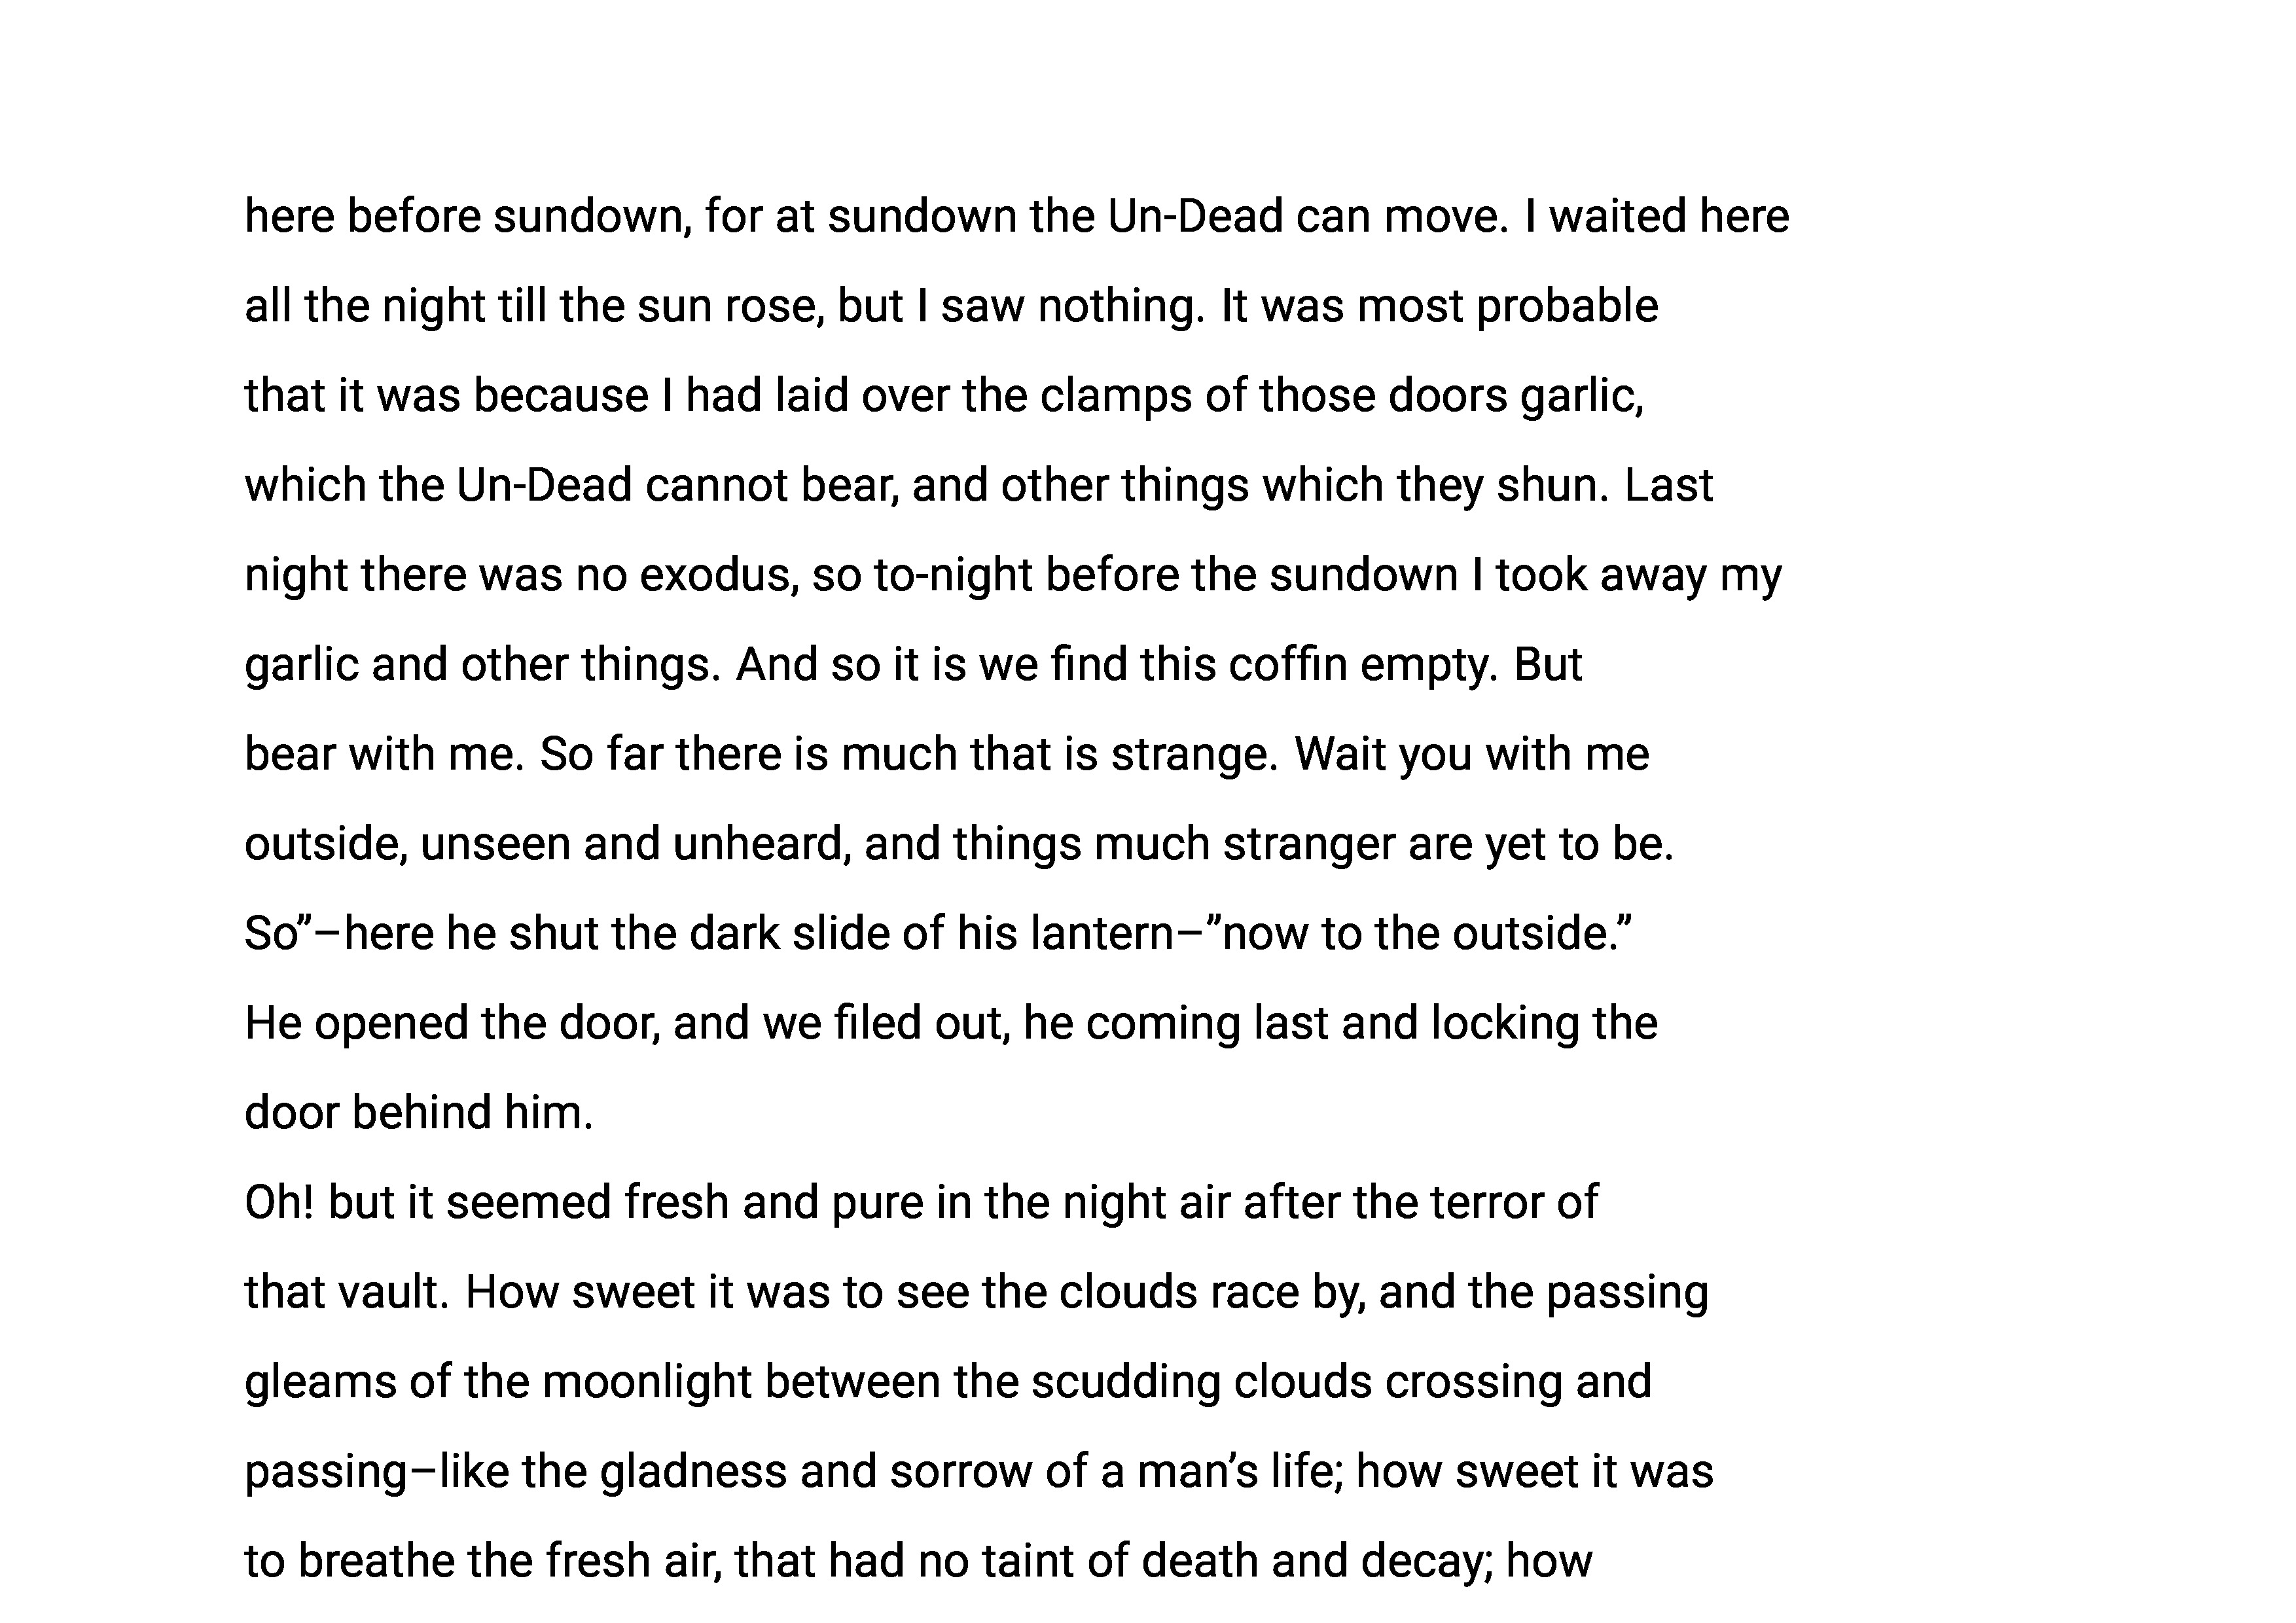 here before sundown, for at sundown the Un-Dead can move. I waited here
all the night till the sun rose, but I saw nothing. It was most probable
that it was because I had laid over the clamps of those doors garlic,
which the Un-Dead cannot bear, and other things which they shun. Last
night there was no exodus, so to-night before the sundown I took away my
garlic and other things. And so it is we find this coffin empty. But
bear with me. So far there is much that is strange. Wait you with me
outside, unseen and unheard, and things much stranger are yet to be.
So”–here he shut the dark slide of his lantern–”now to the outside.”
He opened the door, and we filed out, he coming last and locking the
door behind him.
Oh! but it seemed fresh and pure in the night air after the terror of
that vault. How sweet it was to see the clouds race by, and the passing
gleams of the moonlight between the scudding clouds crossing and
passing–like the gladness and sorrow of a man’s life; how sweet it was
to breathe the fresh air, that had no taint of death and decay; how